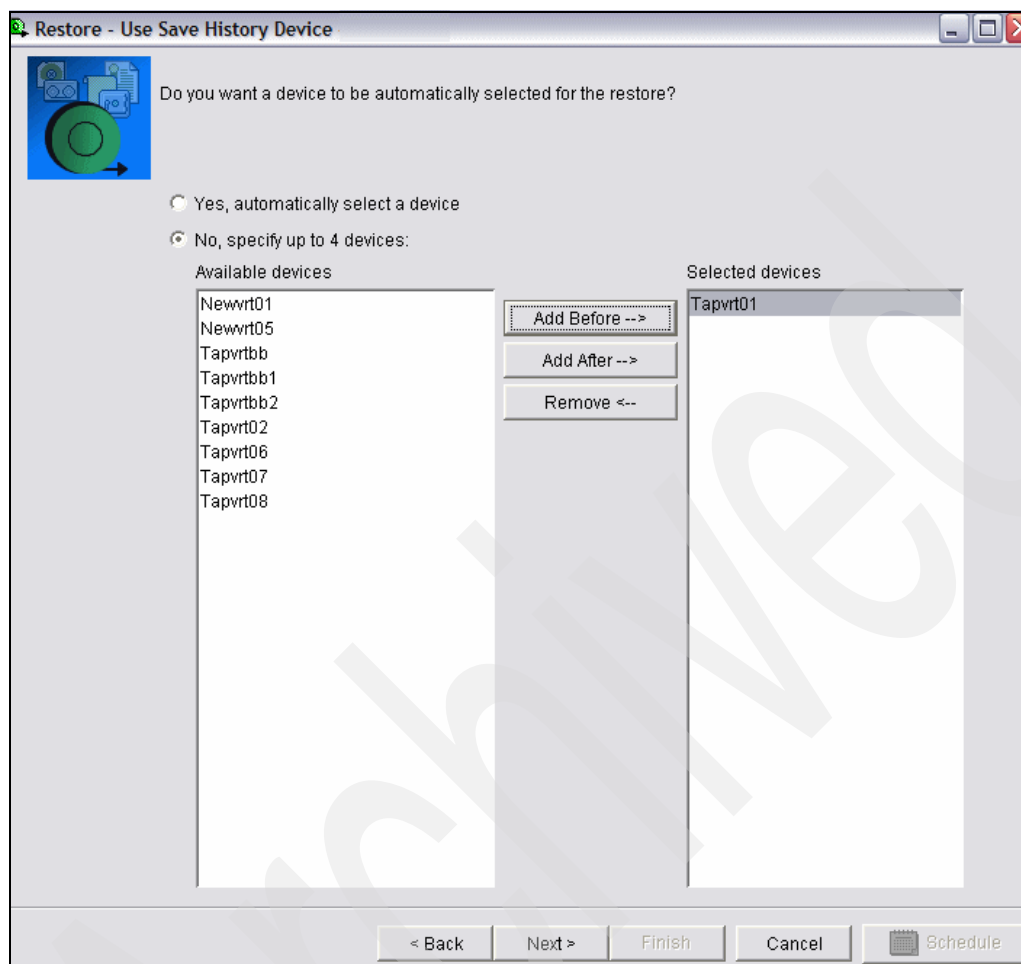 Restore - Use Save History Device
Do you want a device to be automatically selected for the restore?
Yes, automatically select a device
No, specify up to 4 devices:
Available devices
Newvrt01
Newvrt05
Tapvrtbb
Tapvrtbb1
Tapvrtbb2
Tapvrt02
Tapvrt06
Tapvrt07
Tapvrt08
Add Before -->
Add After -->
Remove <--
Selected devices
Tapvrt01
< Back
Next >
Finish
Cancel
Schedule
Archived